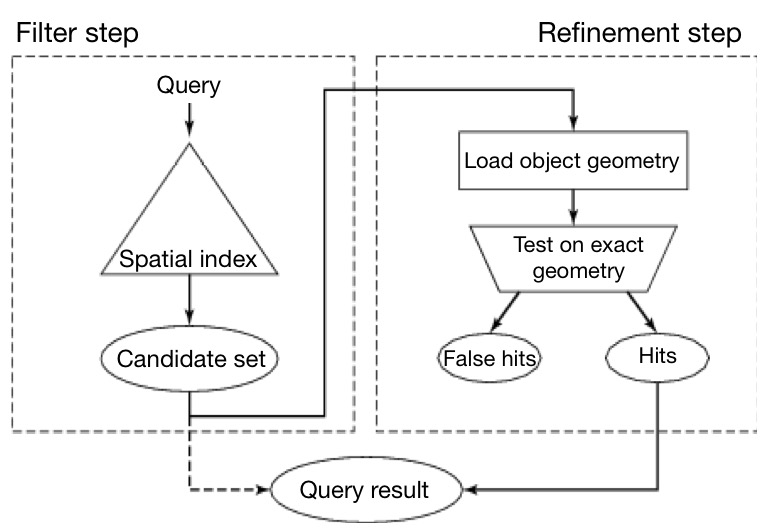 Filter step
Refinement step
Query
Spatial index
Candidate set
Load object geometry
Test on exact
geometry
False hits
Hits
Query result